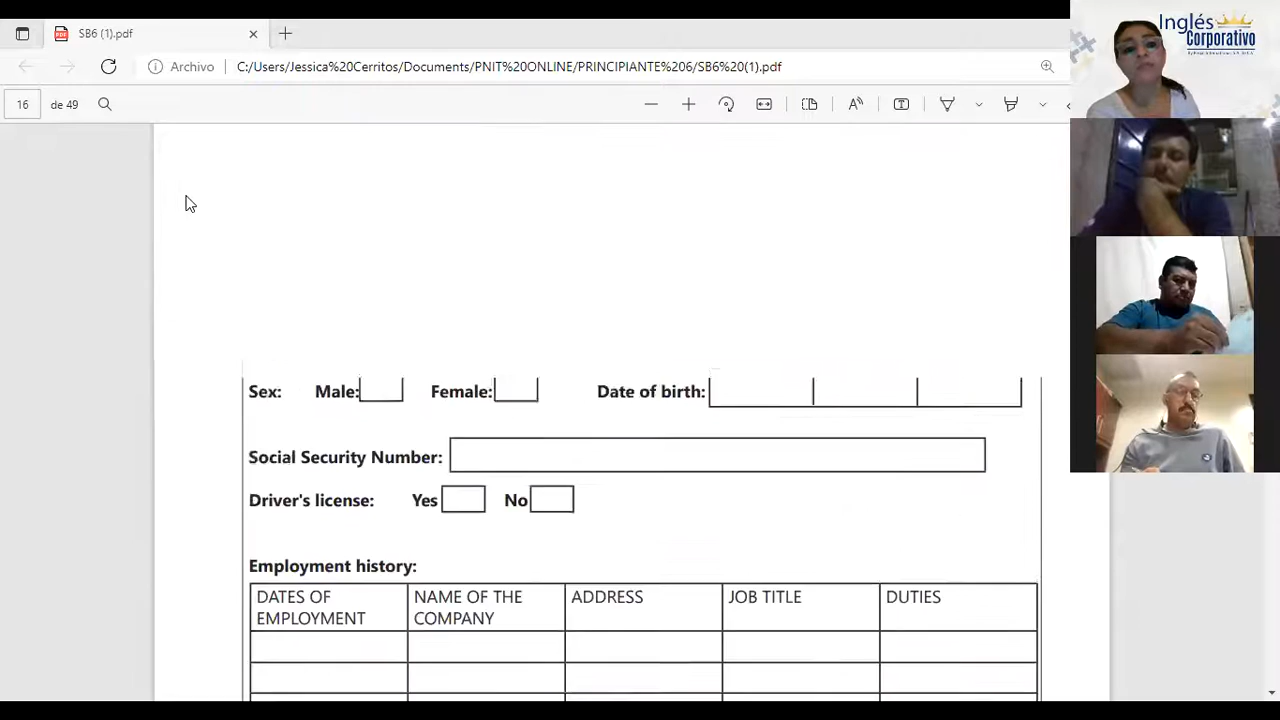 SB6 (1).pdf
Archivo
C:/Users/Jessica%20Cerritos/Documents/PNIT%20ONLINE/PRINCIPIANTE%206/SB6%20(1).pdf
16 de 49
Inglés
Corporativo
Sex: Male: Female: Date of birth:
Social Security Number:
Driver's license: Yes No
Employment history:
DATES OF EMPLOYMENT
NAME OF THE COMPANY
ADDRESS
JOB TITLE
DUTIES